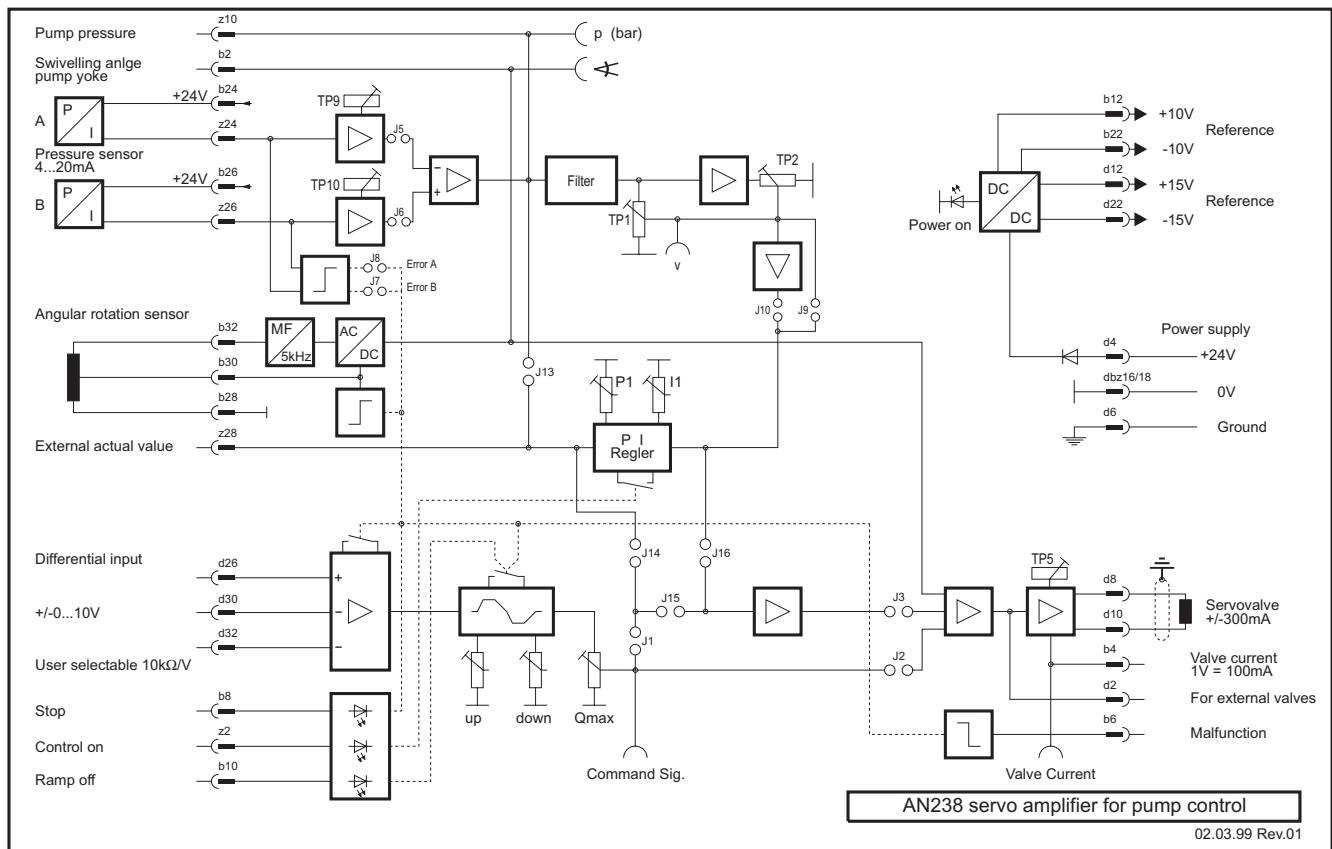 Pump pressure
z10
p (bar)
Swivelling anlge
pump yoke
b2
A
P
I
+24V
b24
z24
Pressure sensor
4...20mA
B
P
I
+24V
b26
z26
TP9
J5
TP10
J6
−
+
Filter
TP1
TP2
v
J10
J9
J8
Error A
J7
Error B
Power on
DC
DC
b12
+10V
b22
-10V
Reference
d12
+15V
d22
-15V
Reference
Power supply
d4
+24V
dbz16/18
0V
d6
Ground
Angular rotation sensor
b32
MF
5kHz
AC
DC
b30
b28
J13
P1
I1
P I
Regler
External actual value
z28
Differential input
d26
+
+/-0...10V
d30
−
d32
−
User selectable 10kΩ/V
up
down
Qmax
J14
J16
J15
J1
J3
J2
Command Sig.
TP5
d8
d10
Servovalve
+/-300mA
b4
Valve current
1V = 100mA
d2
For external valves
b6
Malfunction
Valve Current
Stop
b8
Control on
z2
Ramp off
b10
AN238 servo amplifier for pump control
02.03.99 Rev.01